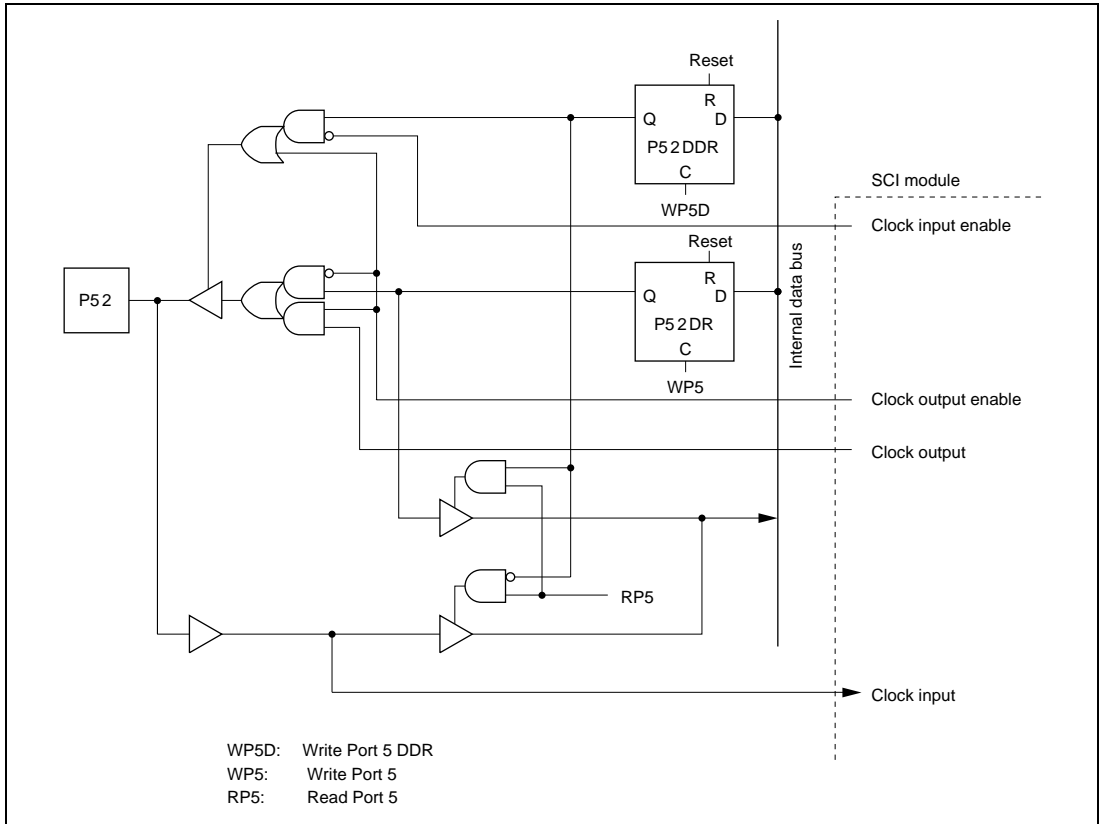 Reset
R
Q D
P52DDR
C
WP5D
SCI module
Clock input enable
Reset
R
P52
Q D
P52DR
C
WP5
Internal data bus
Clock output enable
Clock output
RP5
Clock input
WP5D: Write Port 5 DDR
WP5: Write Port 5
RP5: Read Port 5